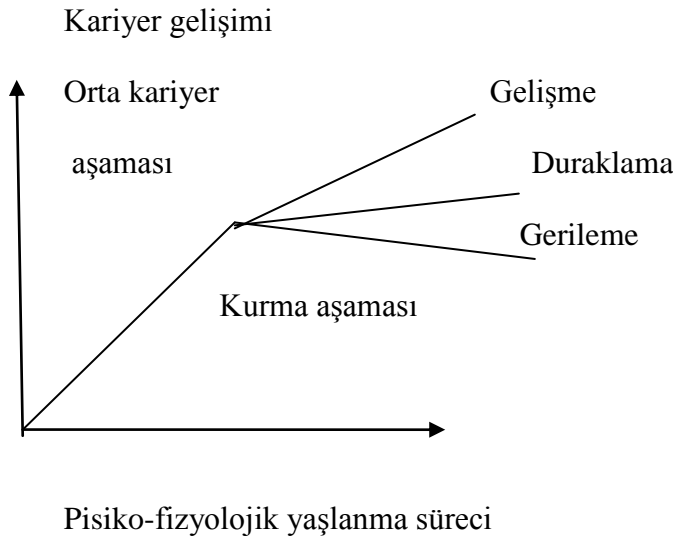 Kariyer gelişimi
Orta kariyer
aşaması
Gelişme
Duraklama
Gerileme
Kurma aşaması
Pisiko-fizyolojik yaşlanma süreci